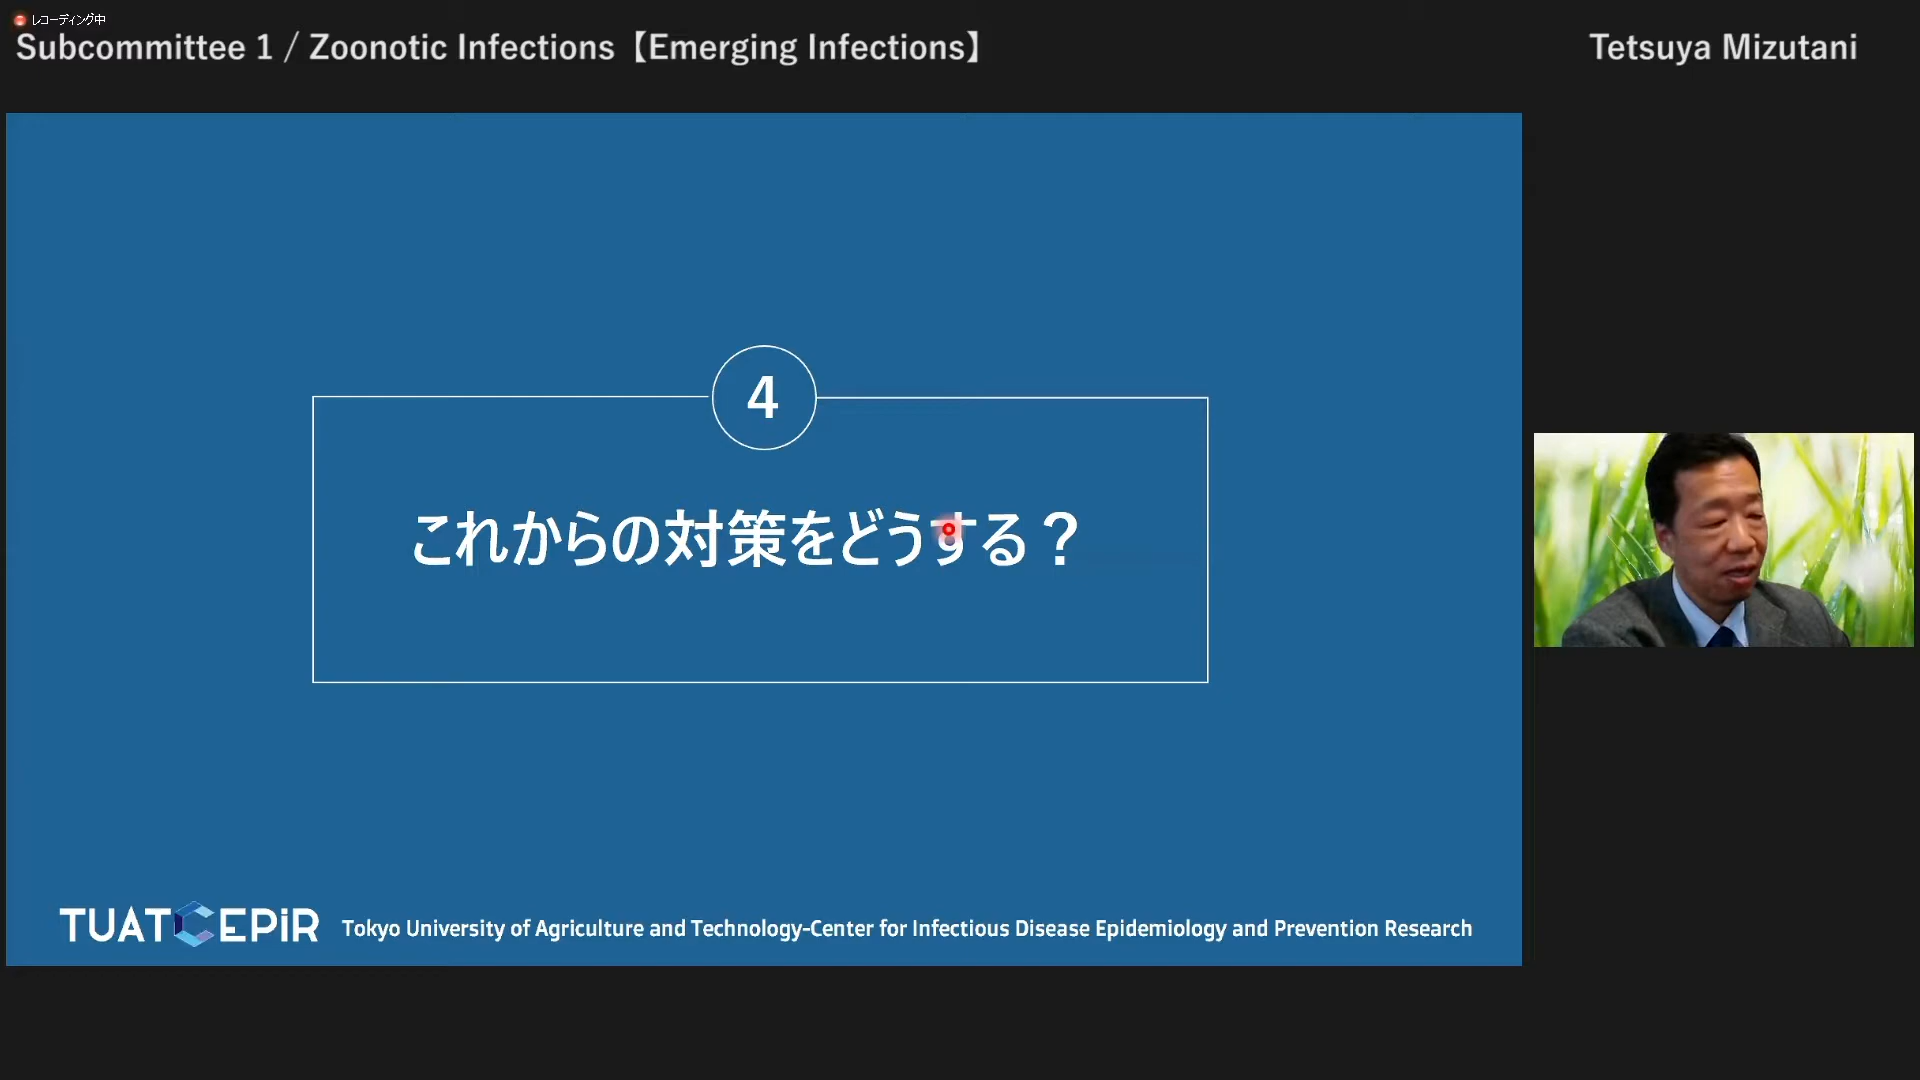 レコーディング中
Subcommittee 1 / Zoonotic Infections【Emerging Infections】
Tetsuya Mizutani
4
これからの対策をどうする？
TUATCEPiR
Tokyo University of Agriculture and Technology-Center for Infectious Disease Epidemiology and Prevention Research